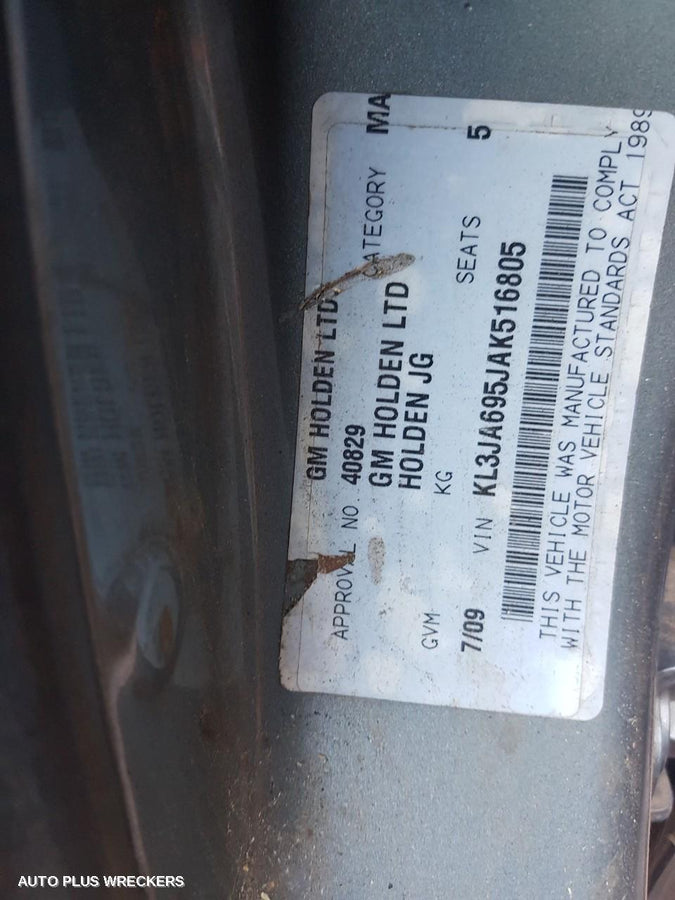 GM HOLDEN LTD.
APPROVAL NO 40829 CATEGORY MA
GM HOLDEN LTD
HOLDEN JG
GVM KG SEATS 5
7/09 VIN KL3JA695JAK516805
THIS VEHICLE WAS MANUFACTURED TO COMPLY
WITH THE MOTOR VEHICLE STANDARDS ACT 1989
AUTO PLUS WRECKERS